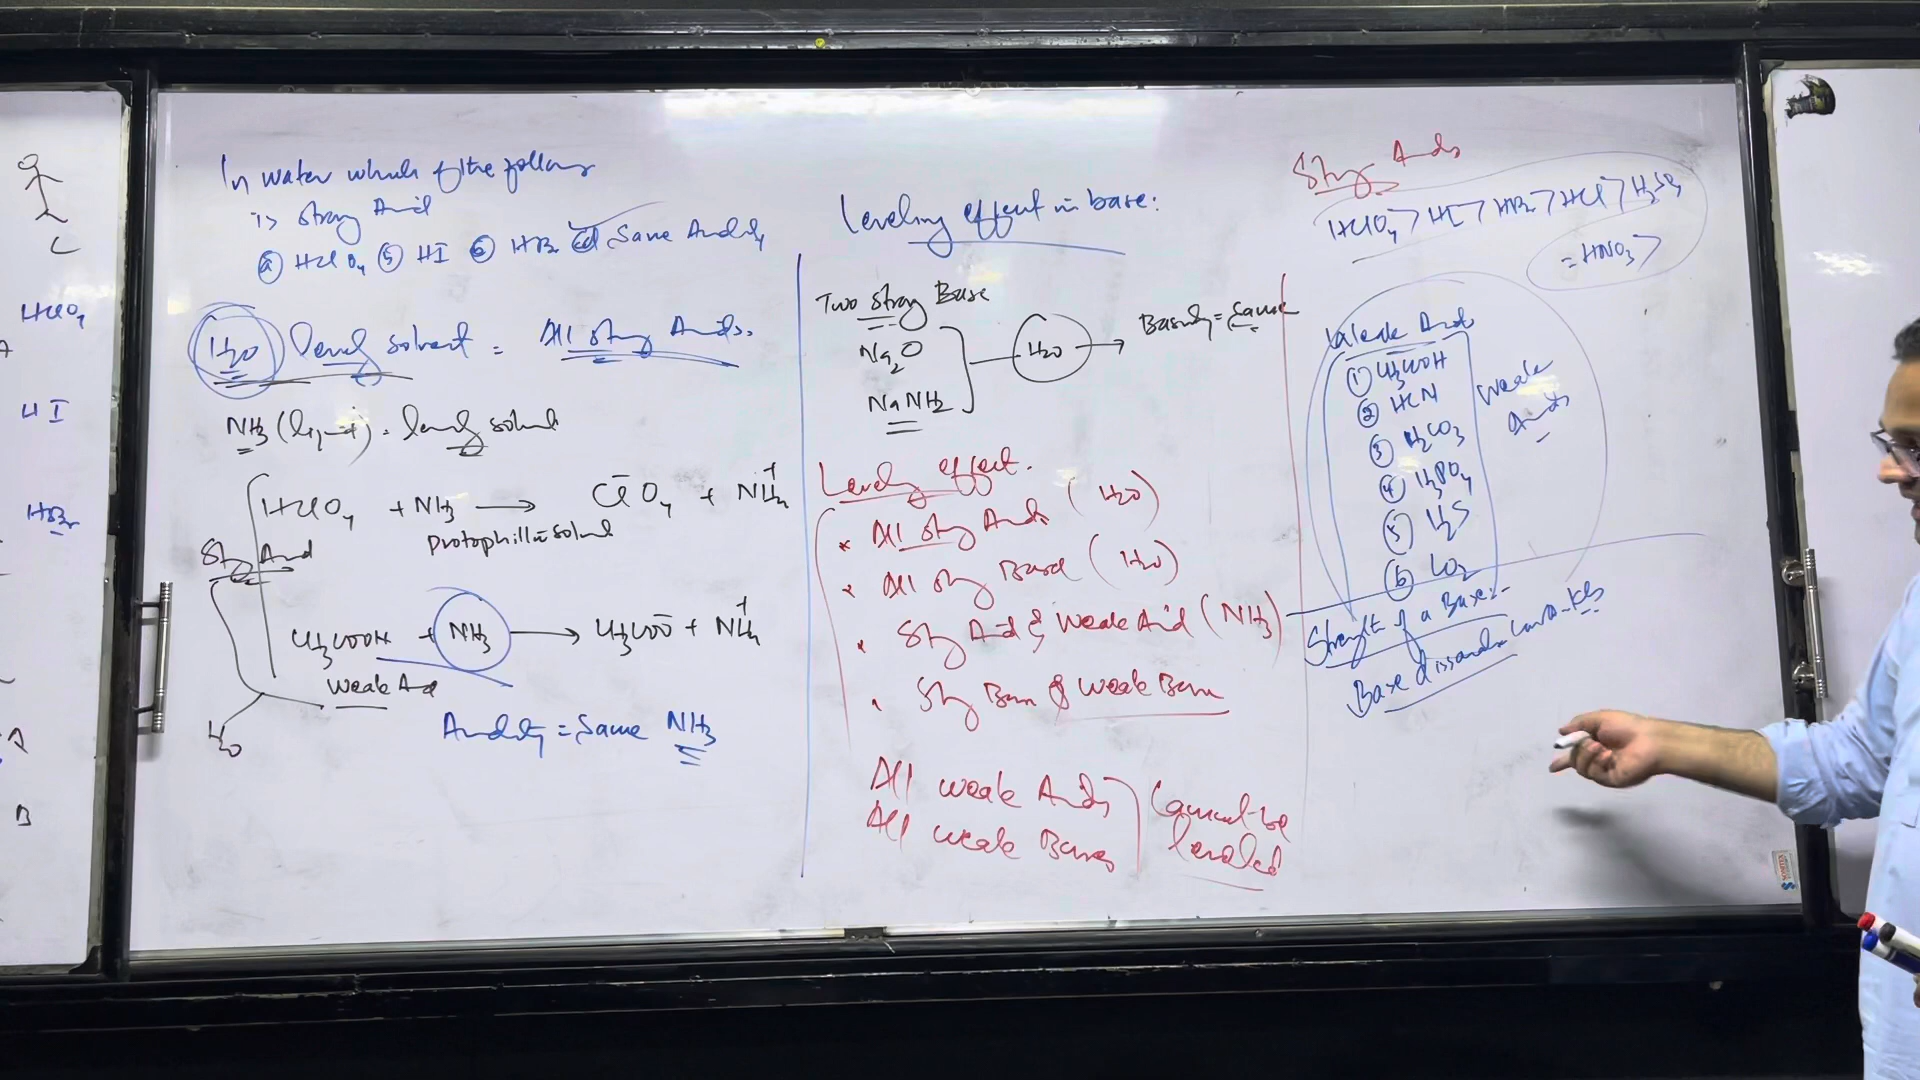 HClO4
HI
HBr
A
B
In water which of the following
is strong Acid
(a) HClO4 (b) HI (c) HBr (d) Same Acidity
H2O leveling solvent = All strong Acids.
NH3 (liquid) = leveling solvent
HClO4 + NH3 → ClO4⁻ + NH4⁺
protophillic solvent
Strong Acid
CH3COOH + NH3 → CH3COO⁻ + NH4⁺
Weak Acid
H2O
Acidity = Same NH3
Leveling effect in base:
Two strong Base
Na2O
NaNH2
H2O → Basicity = Same
Leveling effect.
* All strong Acids (H2O)
* All strong Base (H2O)
* Strong Acid & Weak Acid (NH3)
* Strong Base & Weak Base
All weak Acids
All weak Bases
Cannot be
leveled
Strong Acids
HClO4 > HI > HBr > HCl > H2SO4
= HNO3 >
Weak Acids
(1) CH3COOH
(2) HCN
(3) H2CO3
(4) H3PO4
(5) H2S
(6) CO2
Weak
Acids
Strength of a Base:-
Base dissociation constt-Kb